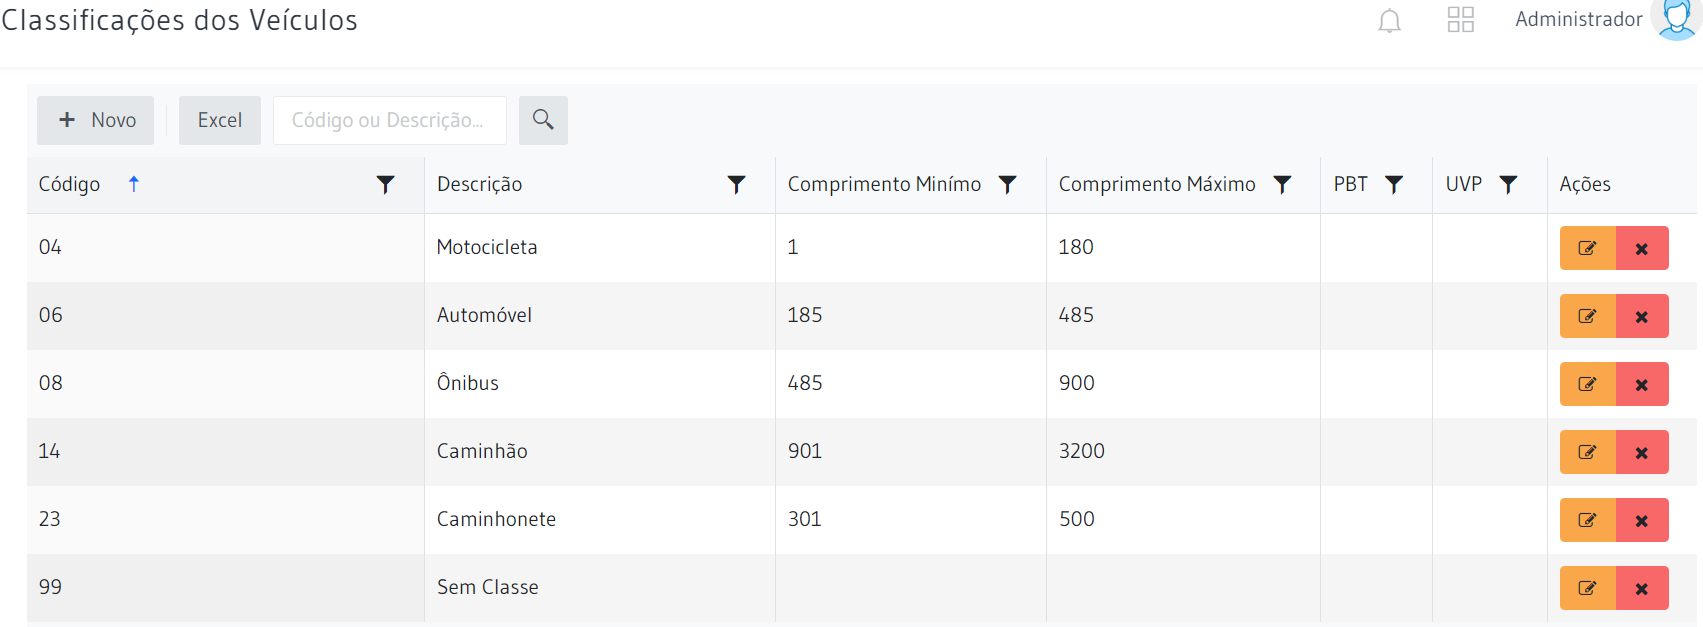 Classificações dos Veículos
Administrador
+ Novo Excel Código ou Descrição...
Código Descrição Comprimento Minímo Comprimento Máximo PBT UVP Ações
04 Motocicleta 1 180
06 Automóvel 185 485
08 Ônibus 485 900
14 Caminhão 901 3200
23 Caminhonete 301 500
99 Sem Classe